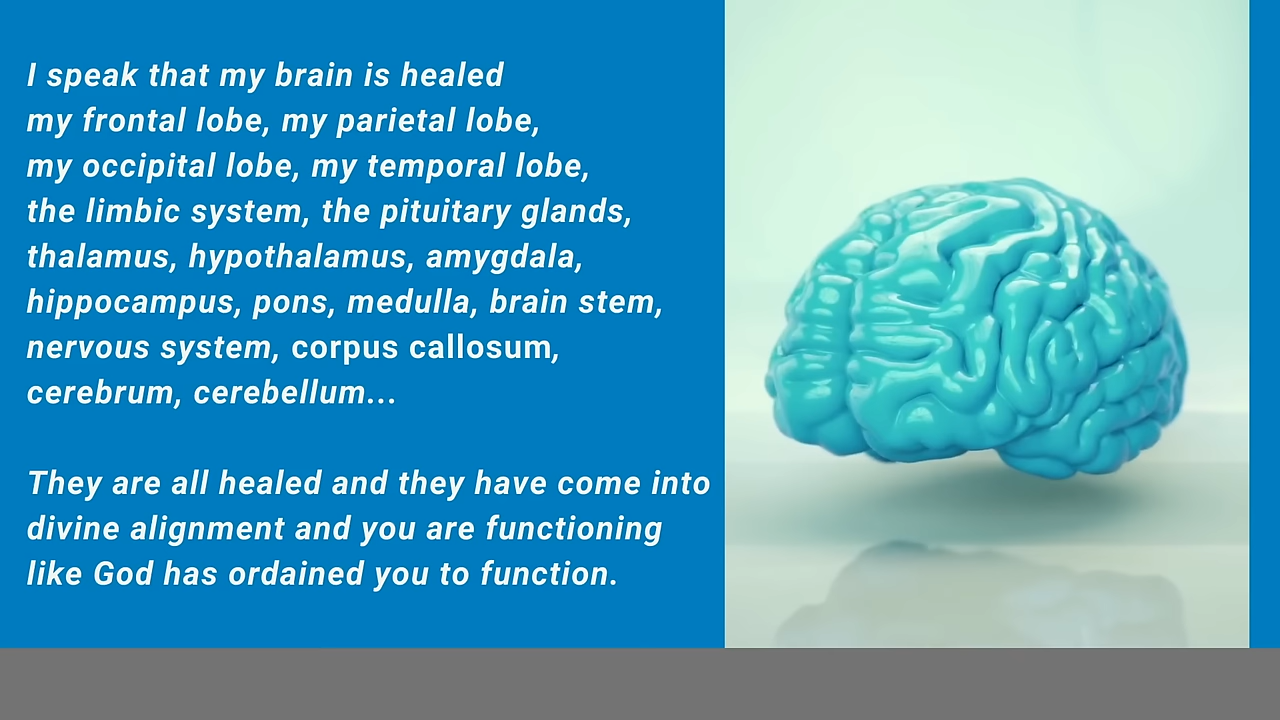 I speak that my brain is healed
my frontal lobe, my parietal lobe,
my occipital lobe, my temporal lobe,
the limbic system, the pituitary glands,
thalamus, hypothalamus, amygdala,
hippocampus, pons, medulla, brain stem,
nervous system, corpus callosum,
cerebrum, cerebellum...
They are all healed and they have come into
divine alignment and you are functioning
like God has ordained you to function.